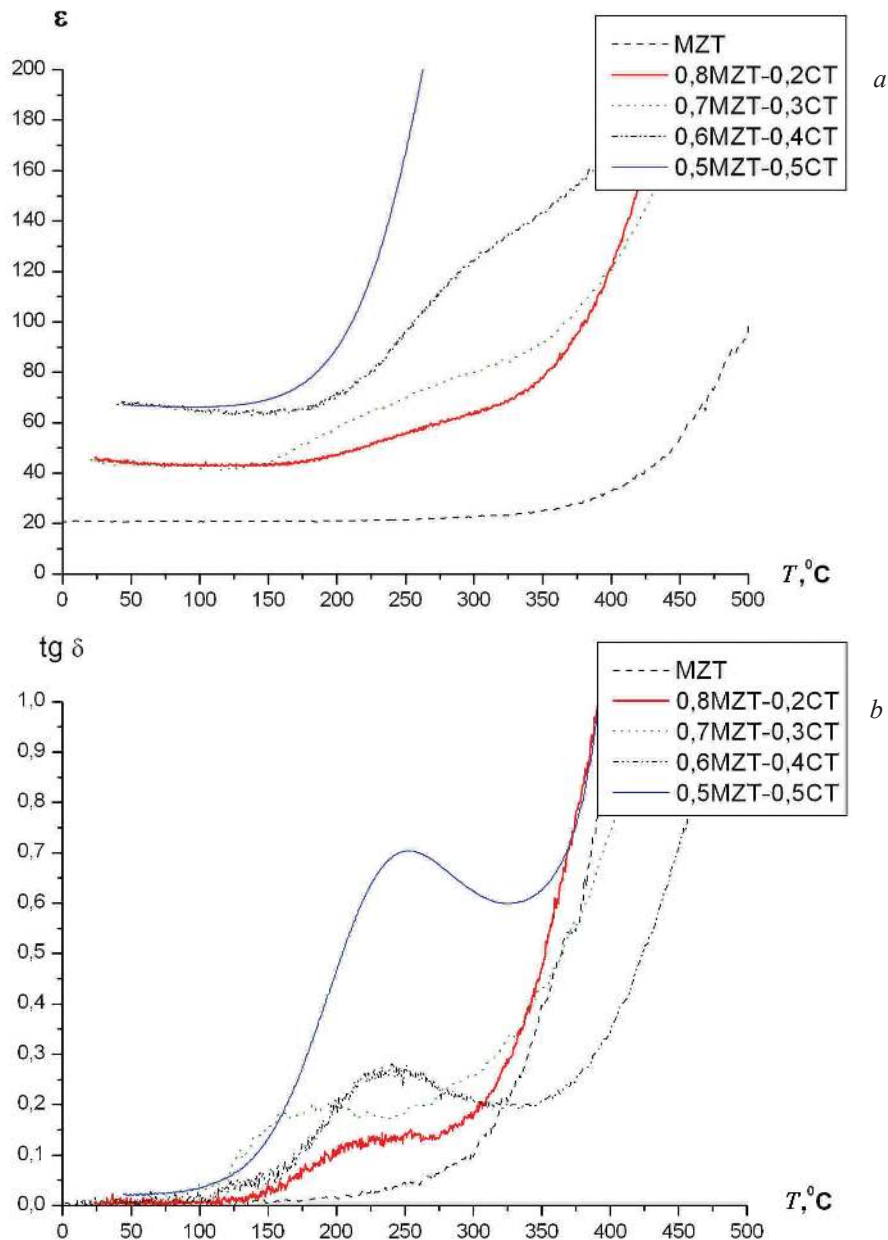 ε
MZT
0,8MZT-0,2CT
0,7MZT-0,3CT
0,6MZT-0,4CT
0,5MZT-0,5CT
a
200
180
160
140
120
100
80
60
40
20
0
0 50 100 150 200 250 300 350 400 450 500
T,⁰C
tg δ
MZT
0,8MZT-0,2CT
0,7MZT-0,3CT
0,6MZT-0,4CT
0,5MZT-0,5CT
b
1,0
0,9
0,8
0,7
0,6
0,5
0,4
0,3
0,2
0,1
0,0
0 50 100 150 200 250 300 350 400 450 500
T,⁰C